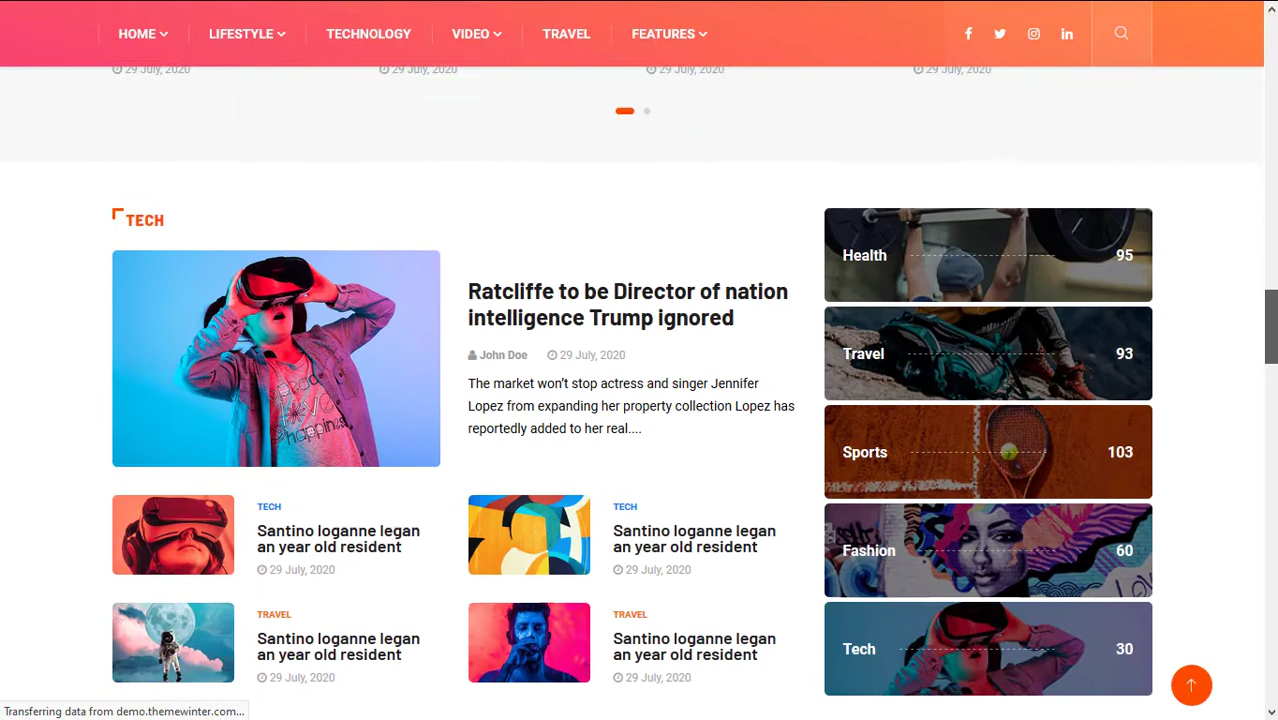 HOME LIFESTYLE TECHNOLOGY VIDEO TRAVEL FEATURES
29 July, 2020 29 July, 2020 29 July, 2020 29 July, 2020
TECH
Ratcliffe to be Director of nation
intelligence Trump ignored
John Doe 29 July, 2020
The market won't stop actress and singer Jennifer
Lopez from expanding her property collection Lopez has
reportedly added to her real....
TECH
Santino loganne legan
an year old resident
29 July, 2020
TECH
Santino loganne legan
an year old resident
29 July, 2020
TRAVEL
Santino loganne legan
an year old resident
29 July, 2020
TRAVEL
Santino loganne legan
an year old resident
29 July, 2020
Health 95
Travel 93
Sports 103
Fashion 60
Tech 30
Transferring data from demo.themewinter.com...